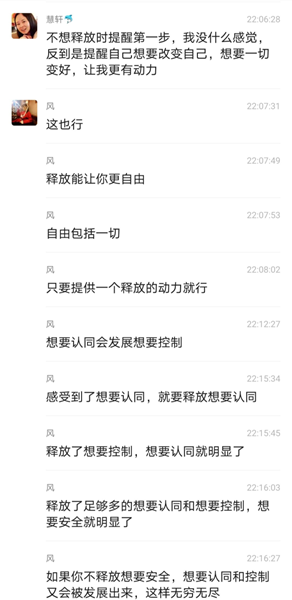 慧轩 22:06:28
不想释放时提醒第一步，我没什么感觉，
反到是提醒自己想要改变自己，想要一切
变好，让我更有动力
风 22:07:31
这也行
风 22:07:49
释放能让你更自由
风 22:07:53
自由包括一切
风 22:08:02
只要提供一个释放的动力就行
风 22:12:27
想要认同会发展想要控制
风 22:15:34
感受到了想要认同，就要释放想要认同
风 22:15:45
释放了想要控制，想要认同就明显了
风 22:16:03
释放了足够多的想要认同和想要控制，想
要安全就明显了
风 22:16:27
如果你不释放想要安全，想要认同和控制
又会被发展出来，这样无穷无尽